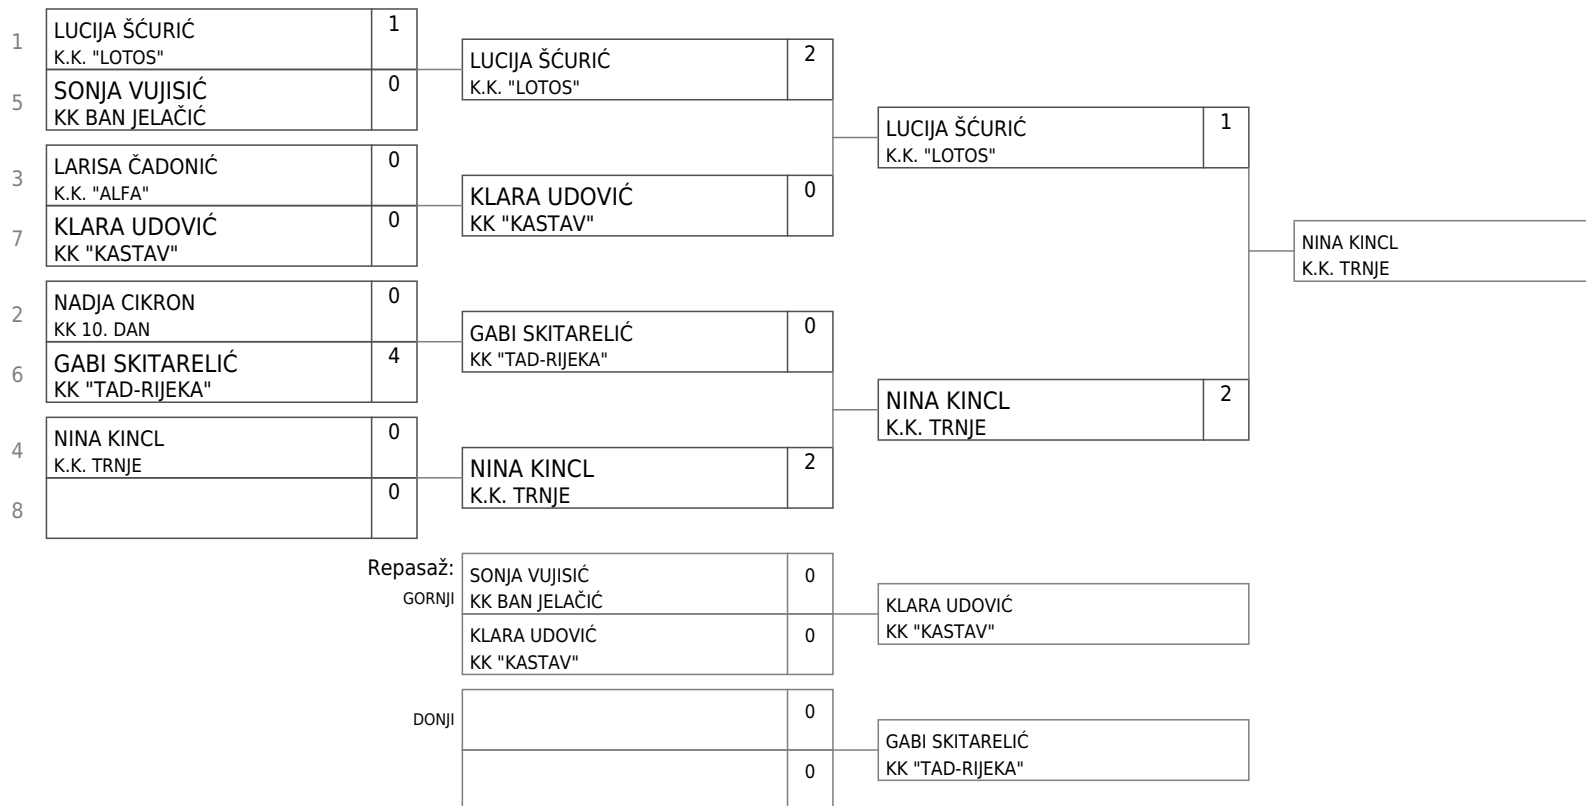 1
LUCIJA ŠĆURIĆ
K.K. "LOTOS"
1
5
SONJA VUJISIĆ
KK BAN JELAČIĆ
0
3
LARISA ČADONIĆ
K.K. "ALFA"
0
7
KLARA UDOVIĆ
KK "KASTAV"
0
2
NADJA CIKRON
KK 10. DAN
0
6
GABI SKITARELIĆ
KK "TAD-RIJEKA"
4
4
NINA KINCL
K.K. TRNJE
0
8
0
LUCIJA ŠĆURIĆ
K.K. "LOTOS"
2
KLARA UDOVIĆ
KK "KASTAV"
0
GABI SKITARELIĆ
KK "TAD-RIJEKA"
0
NINA KINCL
K.K. TRNJE
2
LUCIJA ŠĆURIĆ
K.K. "LOTOS"
1
NINA KINCL
K.K. TRNJE
2
NINA KINCL
K.K. TRNJE
Repasaž:
GORNJI
SONJA VUJISIĆ
KK BAN JELAČIĆ
0
KLARA UDOVIĆ
KK "KASTAV"
0
KLARA UDOVIĆ
KK "KASTAV"
DONJI
0
0
GABI SKITARELIĆ
KK "TAD-RIJEKA"